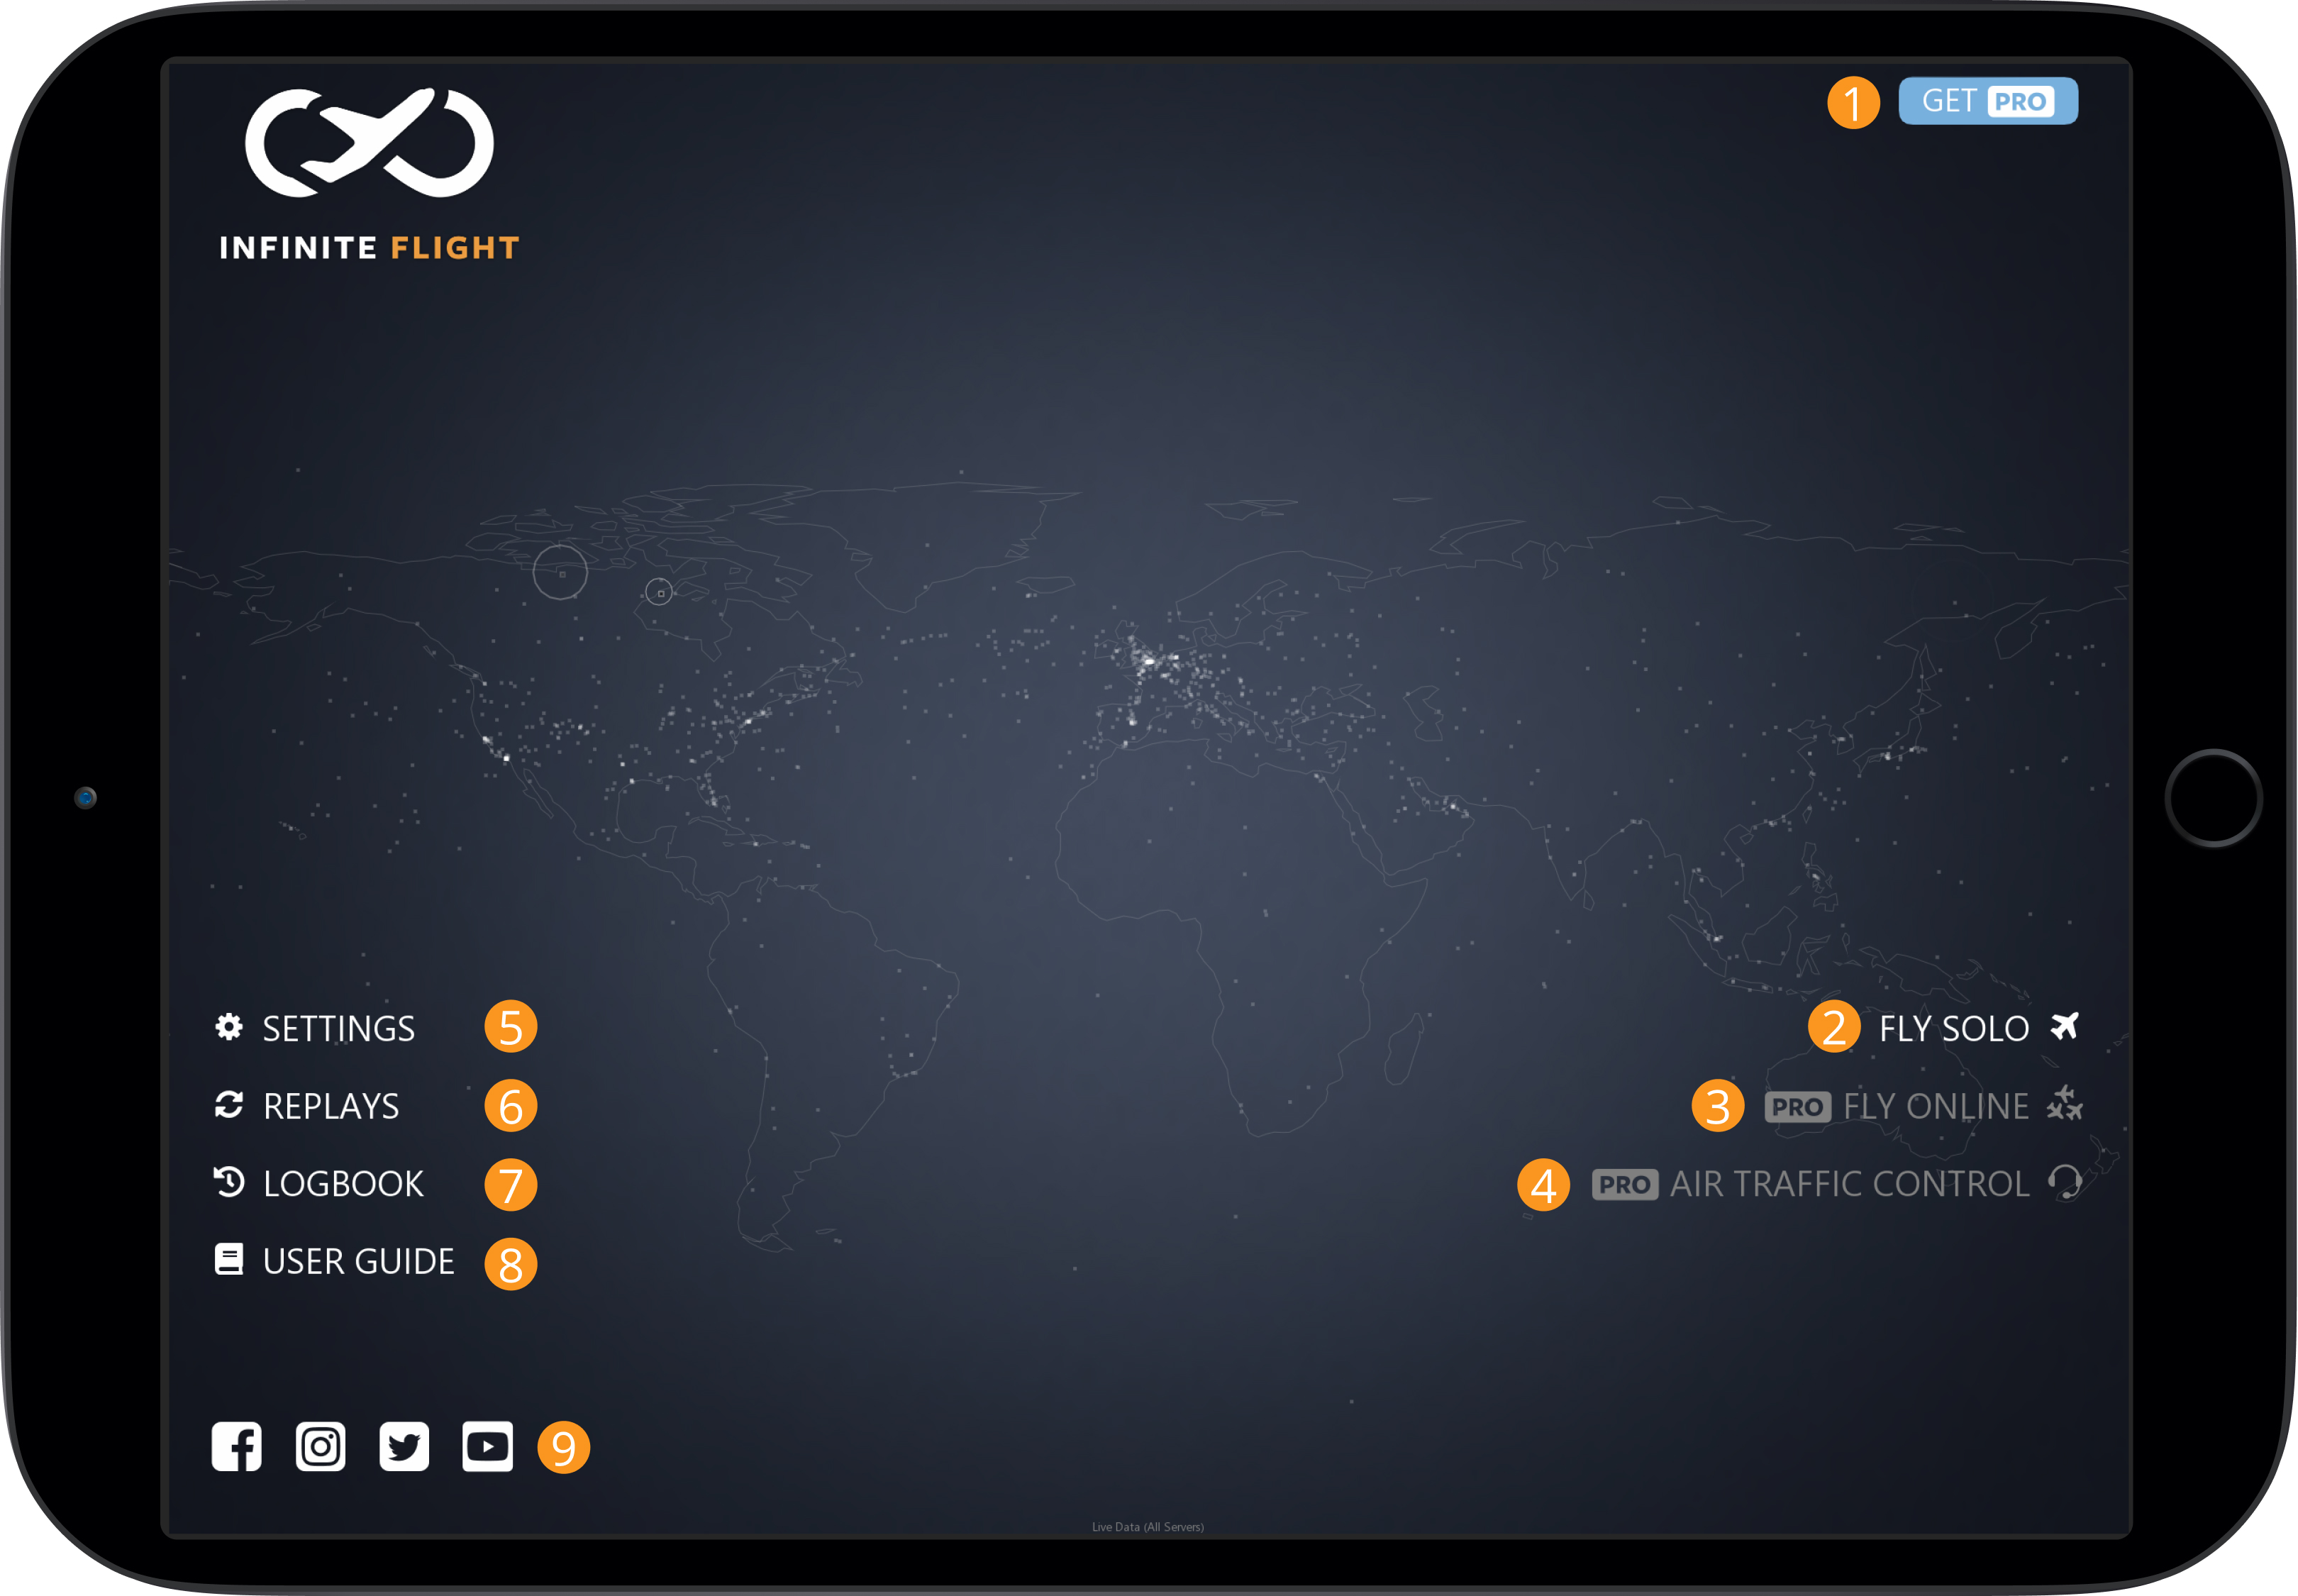 1 GET PRO
INFINITE FLIGHT
SETTINGS 5
2 FLY SOLO
REPLAYS 6
3 PRO FLY ONLINE
LOGBOOK 7
4 PRO AIR TRAFFIC CONTROL
USER GUIDE 8
9
Live Data (All Servers)